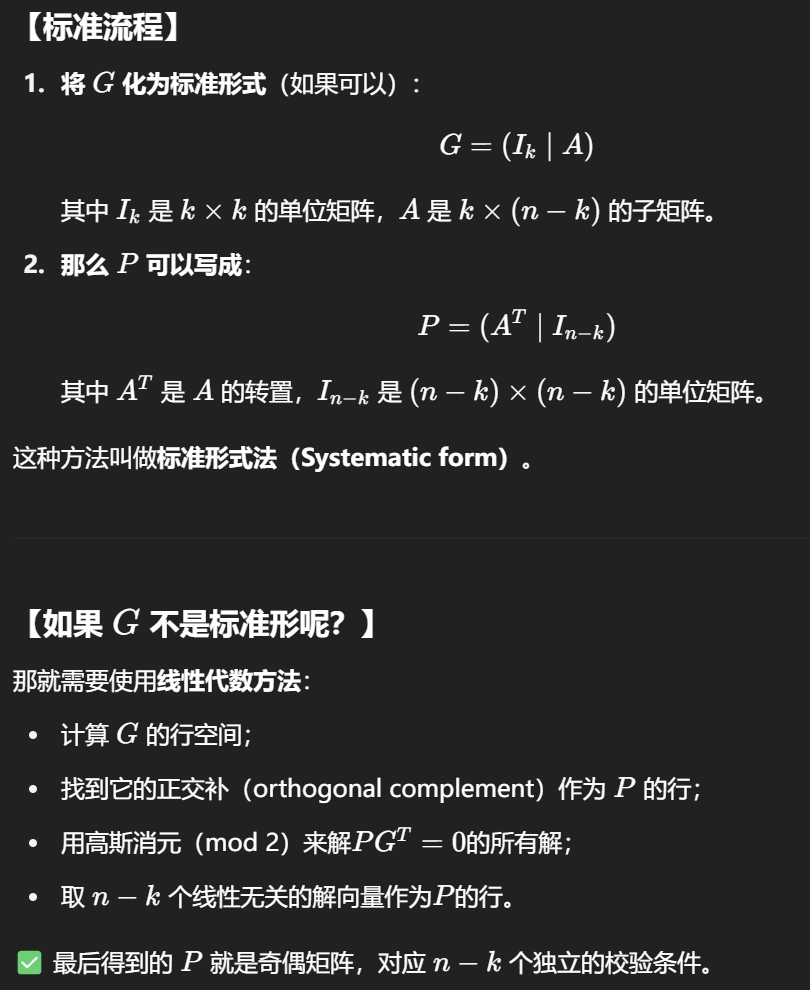 【标准流程】
1. 将 G 化为标准形式（如果可以）：
G = (I_k | A)
其中 I_k 是 k × k 的单位矩阵，A 是 k × (n − k) 的子矩阵。
2. 那么 P 可以写成：
P = (A^T | I_{n−k})
其中 A^T 是 A 的转置，I_{n−k} 是 (n − k) × (n − k) 的单位矩阵。
这种方法叫做标准形式法（Systematic form）。
【如果 G 不是标准形呢？】
那就需要使用线性代数方法：
• 计算 G 的行空间；
• 找到它的正交补（orthogonal complement）作为 P 的行；
• 用高斯消元（mod 2）来解PG^T = 0的所有解；
• 取 n − k 个线性无关的解向量作为P的行。
✅ 最后得到的 P 就是奇偶矩阵，对应 n − k 个独立的校验条件。